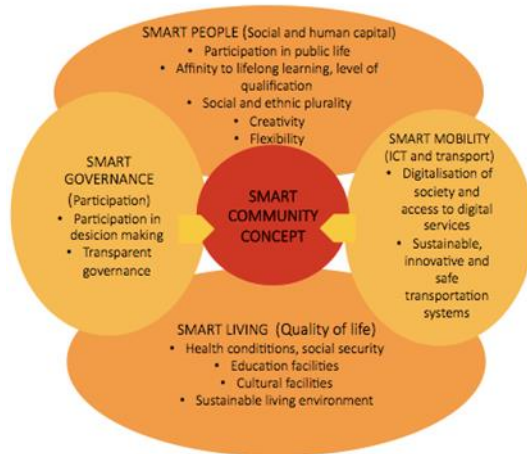 SMART PEOPLE (Social and human capital)
• Participation in public life
• Affinity to lifelong learning, level of
qualification
• Social and ethnic plurality
• Creativity
• Flexibility
SMART
GOVERNANCE
(Participation)
• Participation in
desicion making
• Transparent
governance
SMART
COMMUNITY
CONCEPT
SMART MOBILITY
(ICT and transport)
• Digitalisation of
society and
access to digital
services
• Sustainable,
innovative and
safe
transportation
systems
SMART LIVING (Quality of life)
• Health conditions, social security
• Education facilities
• Cultural facilities
• Sustainable living environment